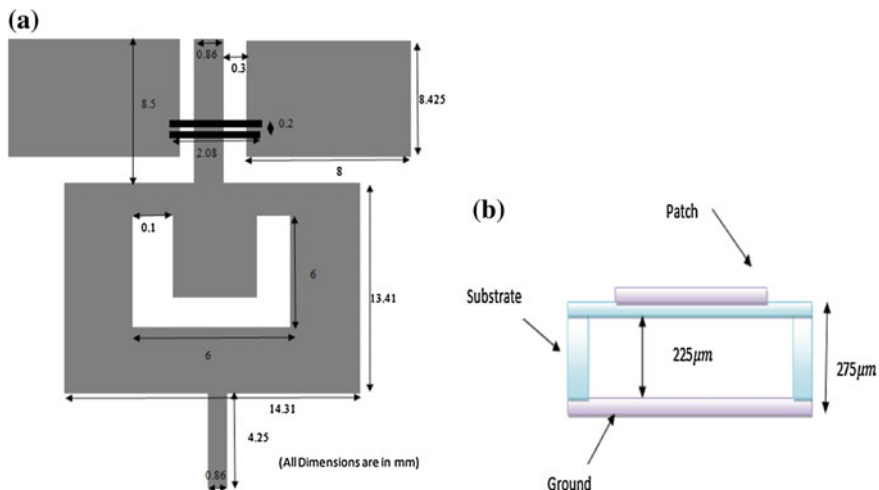 (a)
0.86
0.3
8.5
8.425
0.2
2.08
8
0.1
6
13.41
6
14.31
4.25
(All Dimensions are in mm)
0.86
(b)
Patch
Substrate
225μm
275μm
Ground